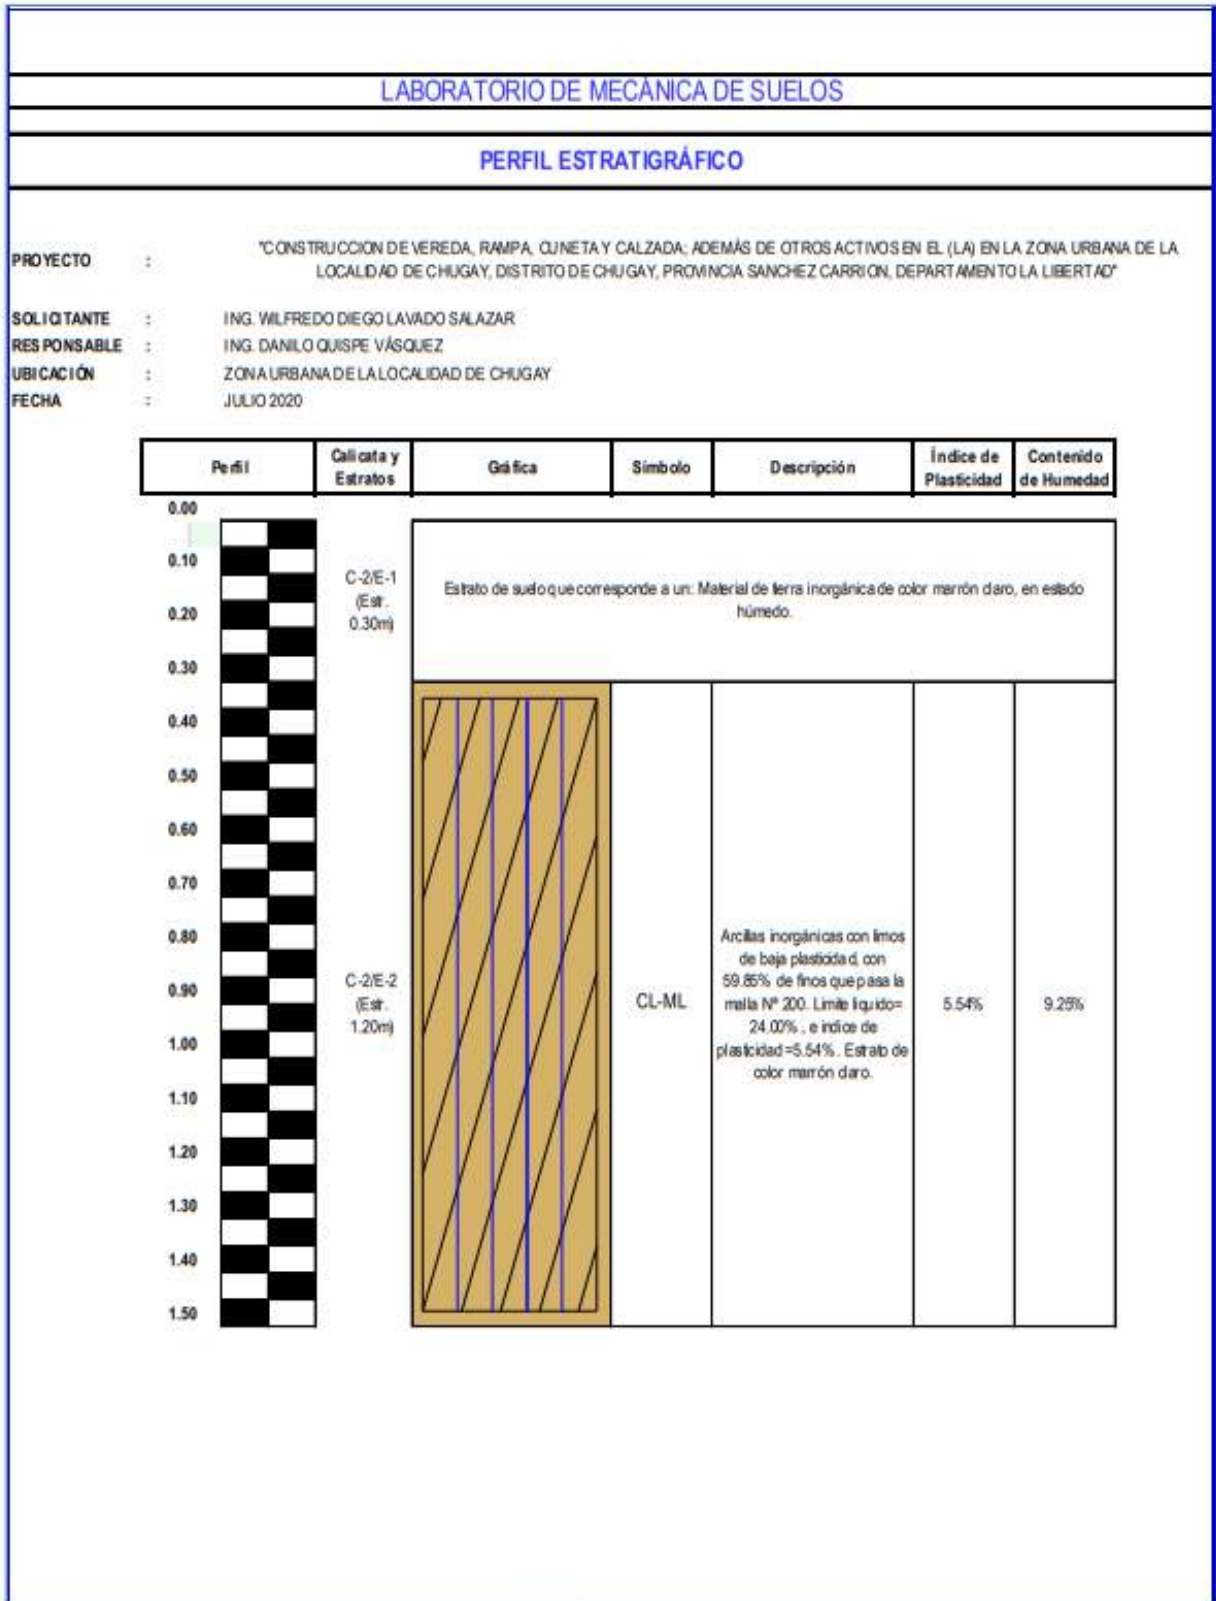 LABORATORIO DE MECÁNICA DE SUELOS
PERFIL ESTRATIGRÁFICO
PROYECTO : "CONSTRUCCION DE VEREDA, RAMPA, CUNETA Y CALZADA; ADEMÁS DE OTROS ACTIVOS EN EL (LA) EN LA ZONA URBANA DE LA
LOCALIDAD DE CHUGAY, DISTRITO DE CHUGAY, PROVINCIA SANCHEZ CARRION, DEPARTAMENTO LA LIBERTAD"
SOLICITANTE : ING. WILFREDO DIEGO LAVADO SALAZAR
RESPONSABLE : ING. DANILO QUISPE VÁSQUEZ
UBICACIÓN : ZONA URBANA DE LA LOCALIDAD DE CHUGAY
FECHA : JULIO 2020
Perfil
Calicata y
Estratos
Gráfica
Símbolo
Descripción
Índice de
Plasticidad
Contenido
de Humedad
0.00
0.10
0.20
0.30
0.40
0.50
0.60
0.70
0.80
0.90
1.00
1.10
1.20
1.30
1.40
1.50
C-2/E-1
(Estr.
0.30m)
Estrato de suelo que corresponde a un: Material de tierra inorgánica de color marrón claro, en estado
húmedo.
C-2/E-2
(Estr.
1.20m)
CL-ML
Arcillas inorgánicas con limos
de baja plasticidad, con
59.85% de finos que pasa la
malla Nº 200. Limite liquido=
24.00% , e indice de
plasticidad =5.54% . Estrato de
color marrón claro.
5.54%
9.25%